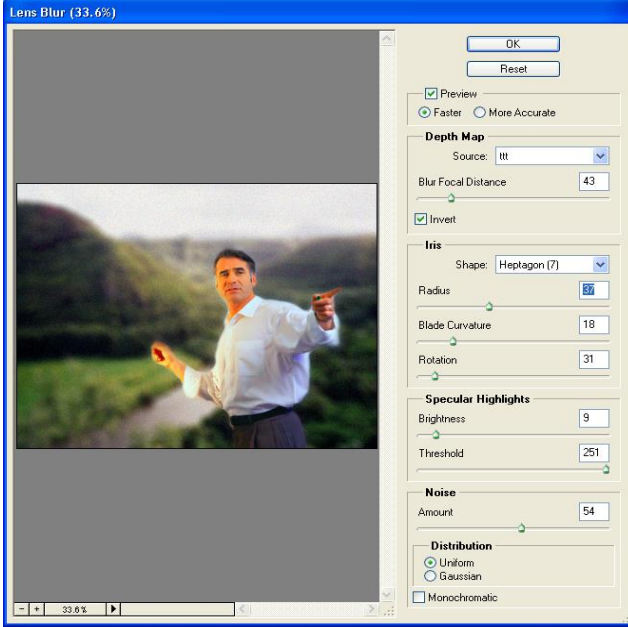 Lens Blur (33.6%)
OK
Reset
Preview
Faster More Accurate
Depth Map
Source: ttt
Blur Focal Distance 43
Invert
Iris
Shape: Heptagon (7)
Radius 37
Blade Curvature 18
Rotation 31
Specular Highlights
Brightness 9
Threshold 251
Noise
Amount 54
Distribution
Uniform
Gaussian
Monochromatic
- + 33.6%